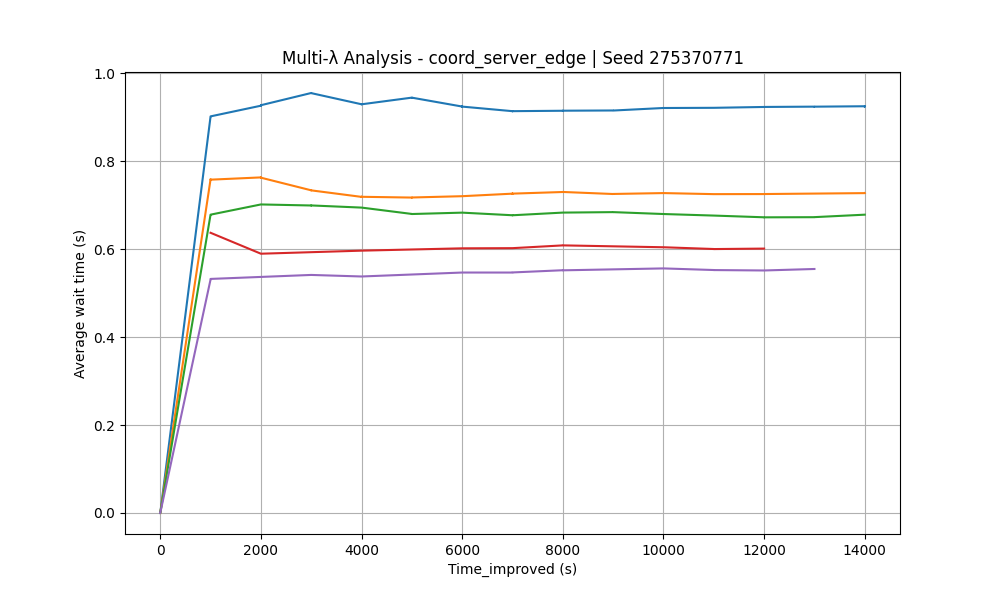 Multi-λ Analysis - coord_server_edge | Seed 275370771
Average wait time (s)
1.0
0.8
0.6
0.4
0.2
0.0
0 2000 4000 6000 8000 10000 12000 14000
Time_improved (s)